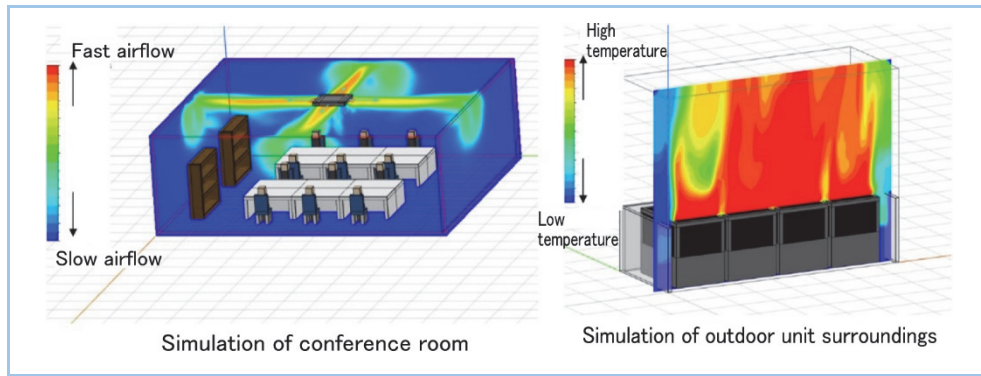 Fast airflow
Slow airflow
Simulation of conference room
High
temperature
Low
temperature
Simulation of outdoor unit surroundings